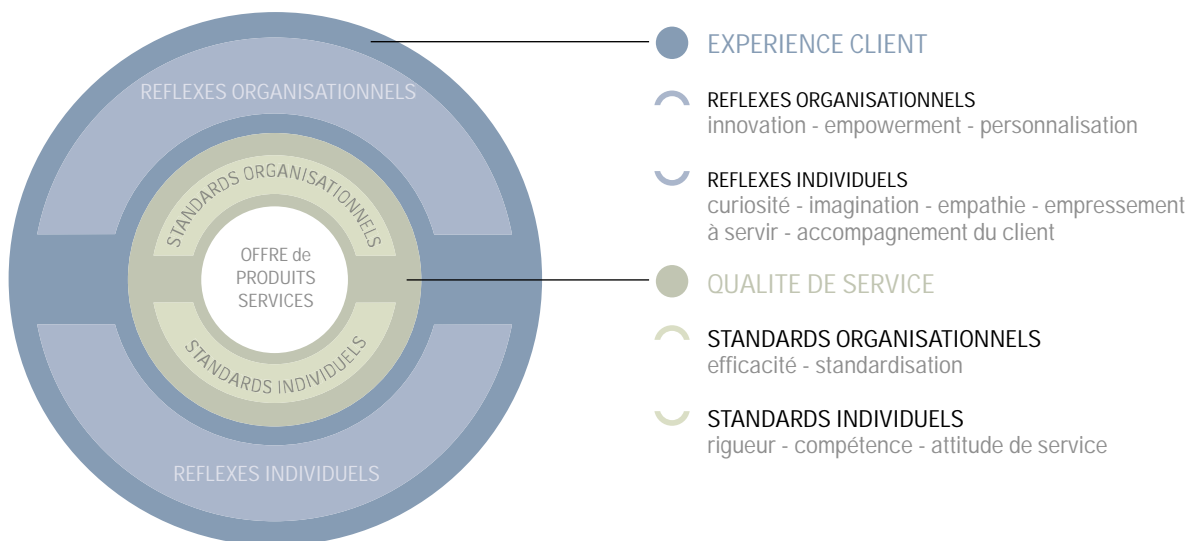 REFLEXES ORGANISATIONNELS
STANDARDS ORGANISATIONNELS
OFFRE de
PRODUITS
SERVICES
STANDARDS INDIVIDUELS
REFLEXES INDIVIDUELS
EXPERIENCE CLIENT
REFLEXES ORGANISATIONNELS
innovation - empowerment - personnalisation
REFLEXES INDIVIDUELS
curiosité - imagination - empathie - empressement
à servir - accompagnement du client
QUALITE DE SERVICE
STANDARDS ORGANISATIONNELS
efficacité - standardisation
STANDARDS INDIVIDUELS
rigueur - compétence - attitude de service